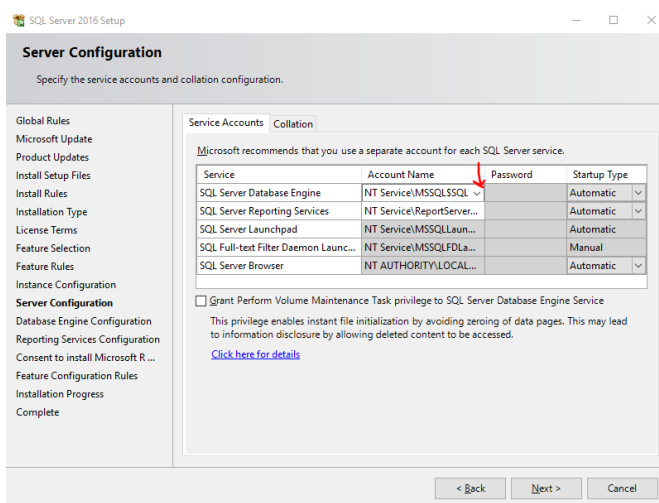 SQL Server 2016 Setup
Server Configuration
Specify the service accounts and collation configuration.
Global Rules
Microsoft Update
Product Updates
Install Setup Files
Install Rules
Installation Type
License Terms
Feature Selection
Feature Rules
Instance Configuration
Server Configuration
Database Engine Configuration
Reporting Services Configuration
Consent to install Microsoft R ...
Feature Configuration Rules
Installation Progress
Complete
Service Accounts Collation
Microsoft recommends that you use a separate account for each SQL Server service.
Service Account Name Password Startup Type
SQL Server Database Engine NT Service\MSSQL$SQL Automatic
SQL Server Reporting Services NT Service\ReportServer... Automatic
SQL Server Launchpad NT Service\MSSQLLaun... Automatic
SQL Full-text Filter Daemon Launc... NT Service\MSSQLFDLa... Manual
SQL Server Browser NT AUTHORITY\LOCAL... Automatic
Grant Perform Volume Maintenance Task privilege to SQL Server Database Engine Service
This privilege enables instant file initialization by avoiding zeroing of data pages. This may lead
to information disclosure by allowing deleted content to be accessed.
Click here for details
< Back Next > Cancel